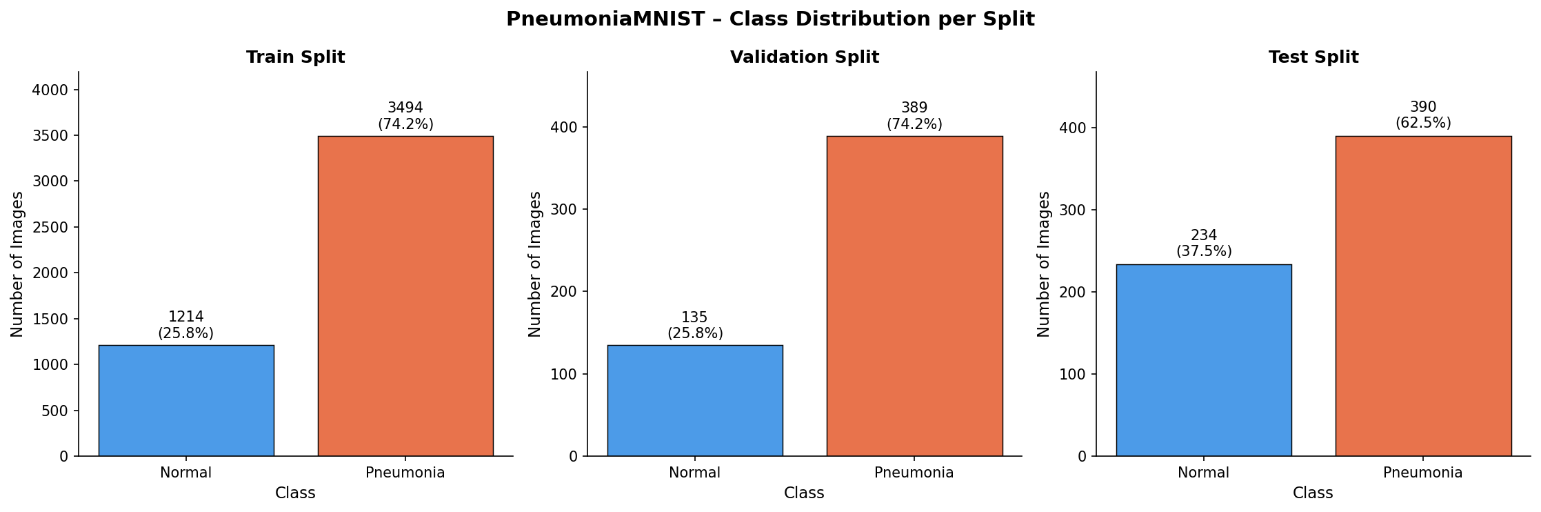 PneumoniaMNIST – Class Distribution per Split
Train Split
Number of Images
4000
3500
3000
2500
2000
1500
1000
500
0
1214
(25.8%)
3494
(74.2%)
Normal
Pneumonia
Class
Validation Split
Number of Images
400
300
200
100
0
135
(25.8%)
389
(74.2%)
Normal
Pneumonia
Class
Test Split
Number of Images
400
300
200
100
0
234
(37.5%)
390
(62.5%)
Normal
Pneumonia
Class